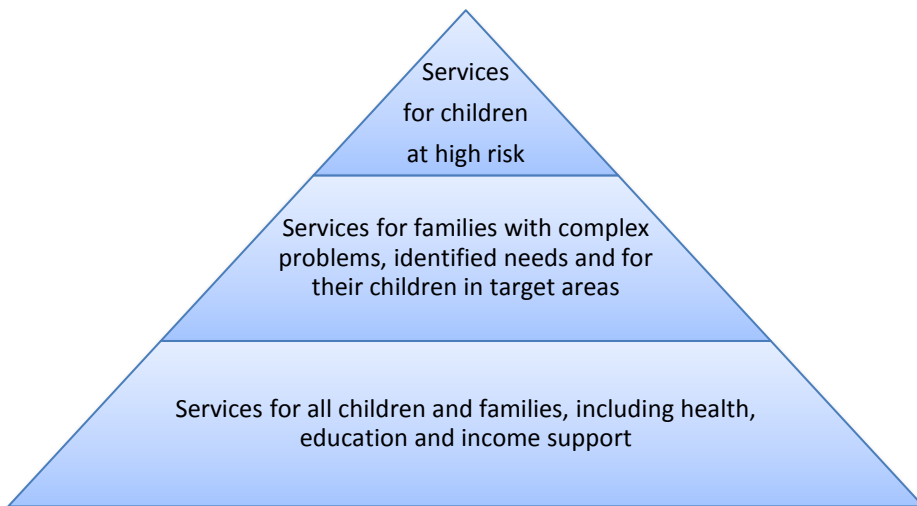 Services
for children
at high risk
Services for families with complex
problems, identified needs and for
their children in target areas
Services for all children and families, including health,
education and income support